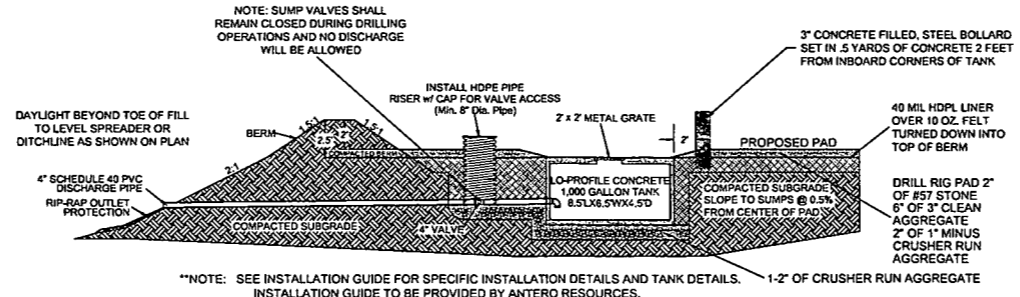 NOTE: SUMP VALVES SHALL
REMAIN CLOSED DURING DRILLING
OPERATIONS AND NO DISCHARGE
WILL BE ALLOWED
3" CONCRETE FILLED, STEEL BOLLARD
SET IN .5 YARDS OF CONCRETE 2 FEET
FROM INBOARD CORNERS OF TANK
INSTALL HDPE PIPE
RISER w/ CAP FOR VALVE ACCESS
(Min. 8" Dia. Pipe)
DAYLIGHT BEYOND TOE OF FILL
TO LEVEL SPREADER OR
DITCHLINE AS SHOWN ON PLAN
BERM
1.5:1
2'
1.5:1
2.5'
2' x 2' METAL GRATE
2'
PROPOSED PAD
40 MIL HDPL LINER
OVER 10 OZ. FELT
TURNED DOWN INTO
TOP OF BERM
2:1
4" SCHEDULE 40 PVC
DISCHARGE PIPE
RIP-RAP OUTLET
PROTECTION
COMPACTED SUBGRADE
4" VALVE
LO-PROFILE CONCRETE
1,000 GALLON TANK
8.5'LX6.5'WX4.5'D
COMPACTED SUBGRADE
SLOPE TO SUMPS @ 0.5%
FROM CENTER OF PAD
DRILL RIG PAD 2"
OF #57 STONE
6" OF 3" CLEAN
AGGREGATE
2" OF 1" MINUS
CRUSHER RUN
AGGREGATE
1-2" OF CRUSHER RUN AGGREGATE
**NOTE: SEE INSTALLATION GUIDE FOR SPECIFIC INSTALLATION DETAILS AND TANK DETAILS.
INSTALLATION GUIDE TO BE PROVIDED BY ANTERO RESOURCES.